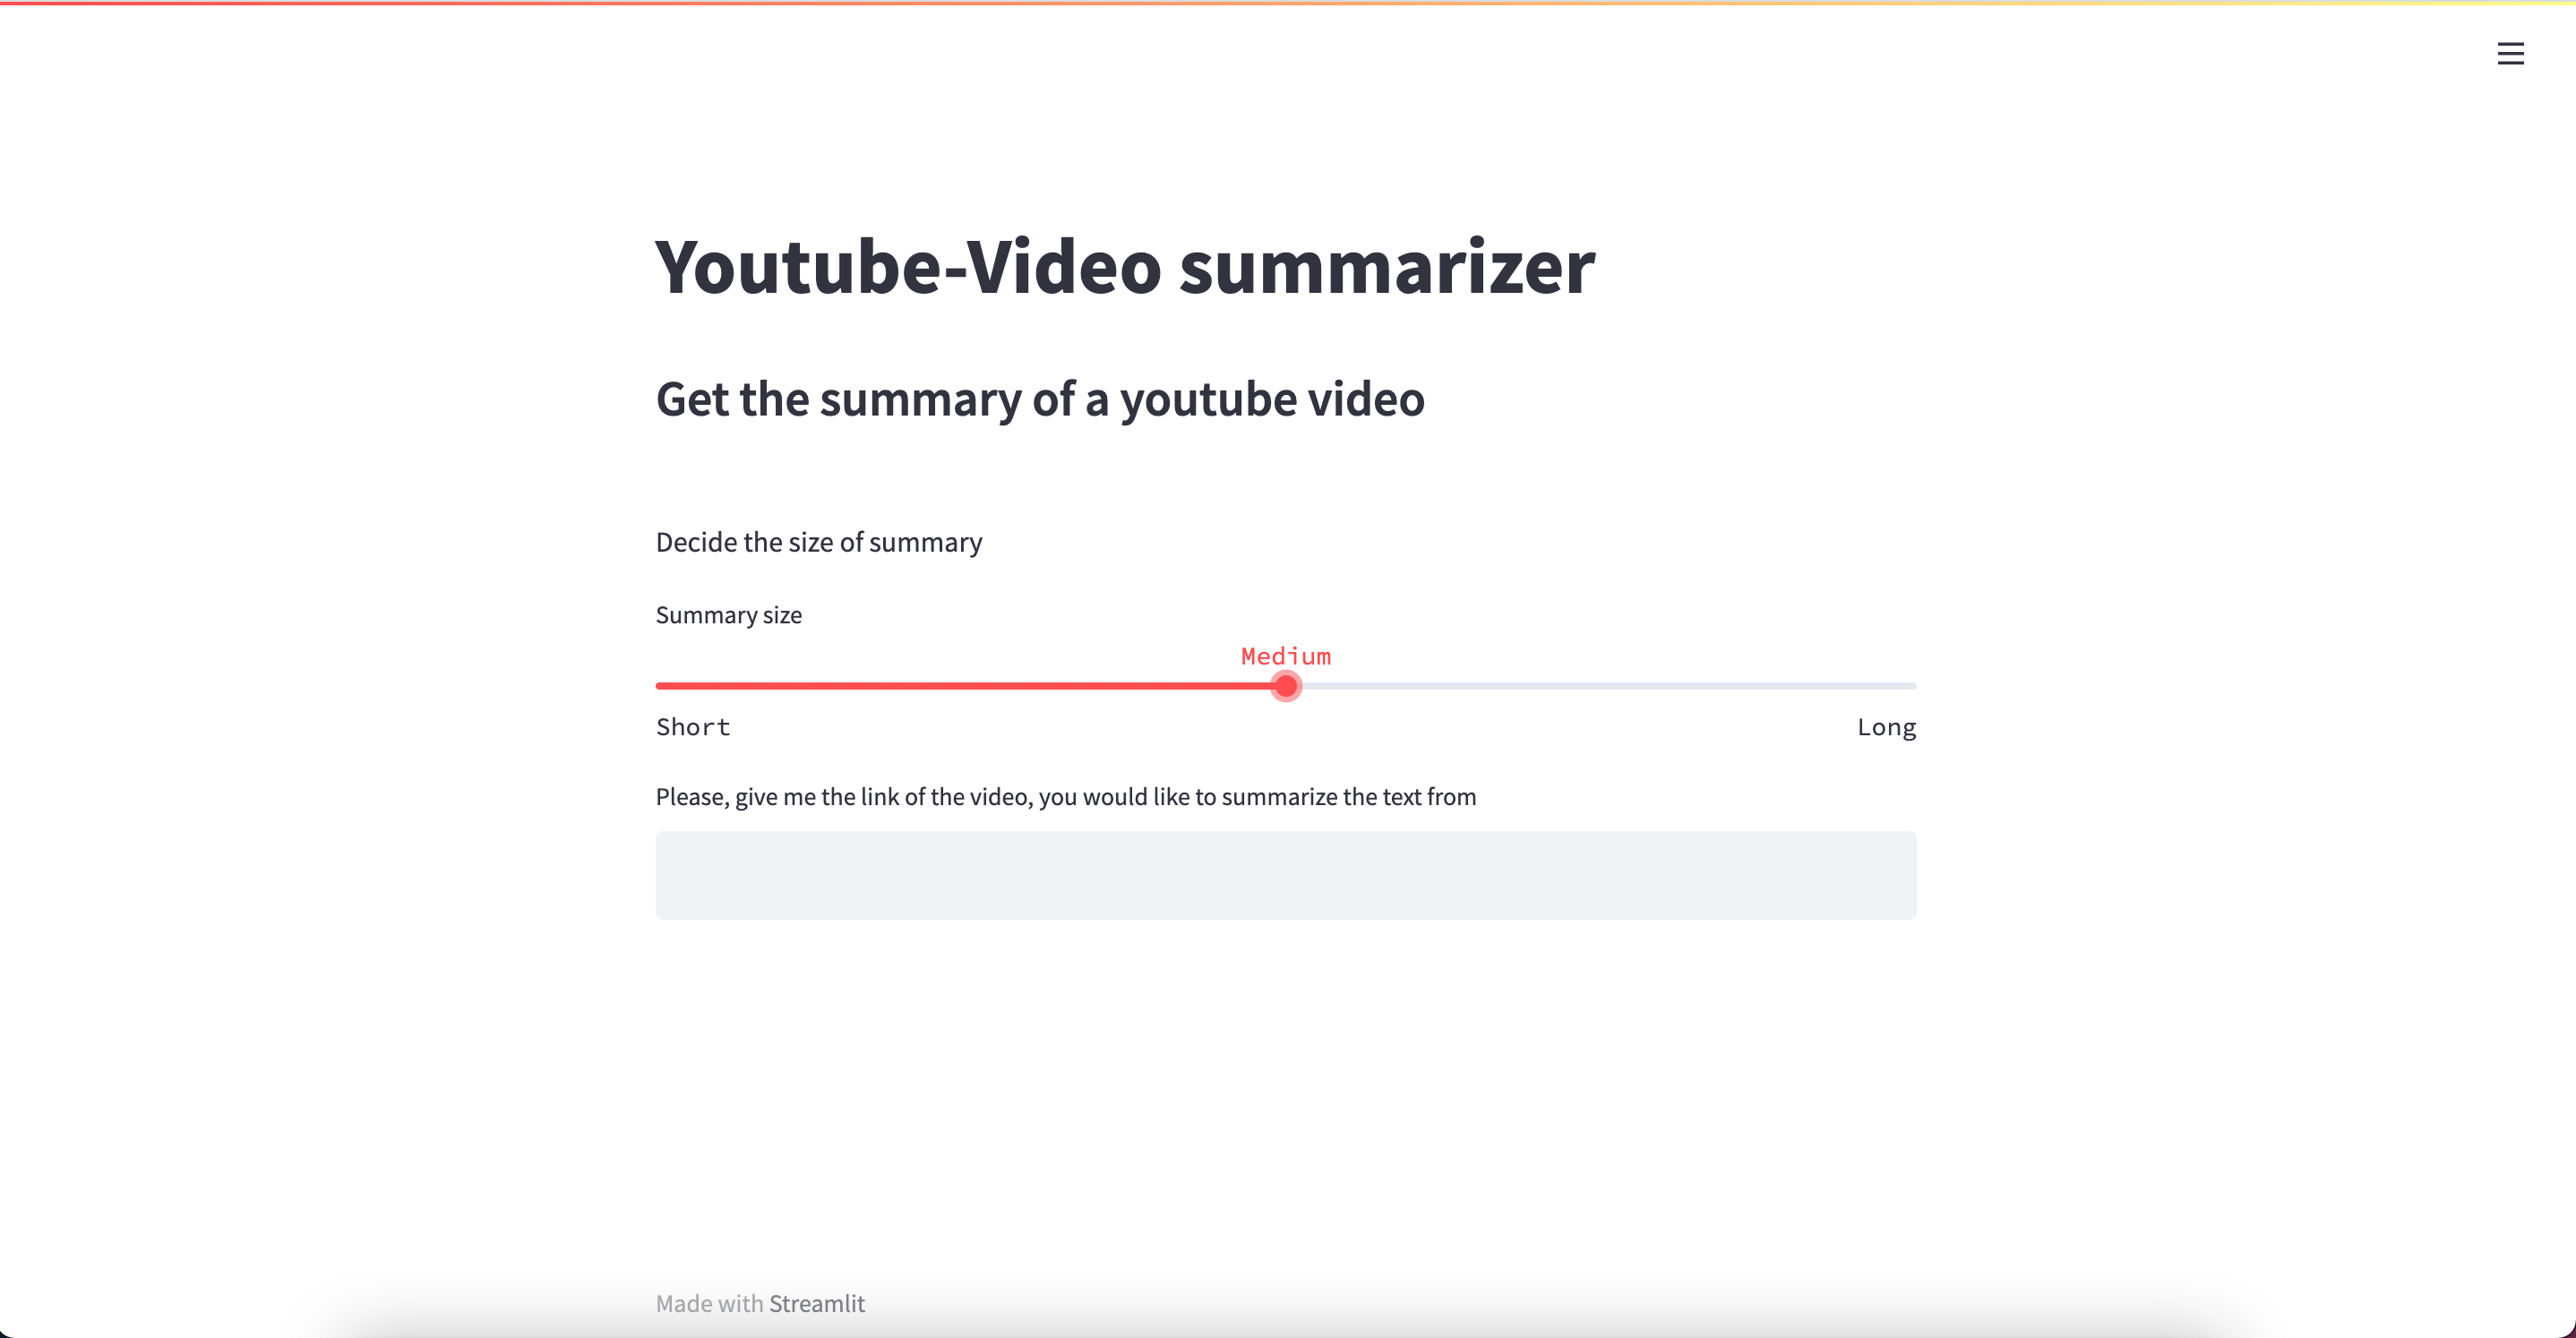 Youtube-Video summarizer
Get the summary of a youtube video
Decide the size of summary
Summary size
Medium
Short Long
Please, give me the link of the video, you would like to summarize the text from
Made with Streamlit